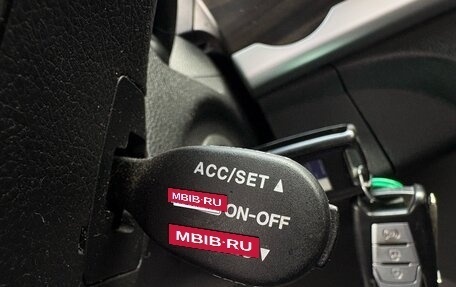 ACC/SET ▲
MBIB.RU ON-OFF
MBIB.RU ▼